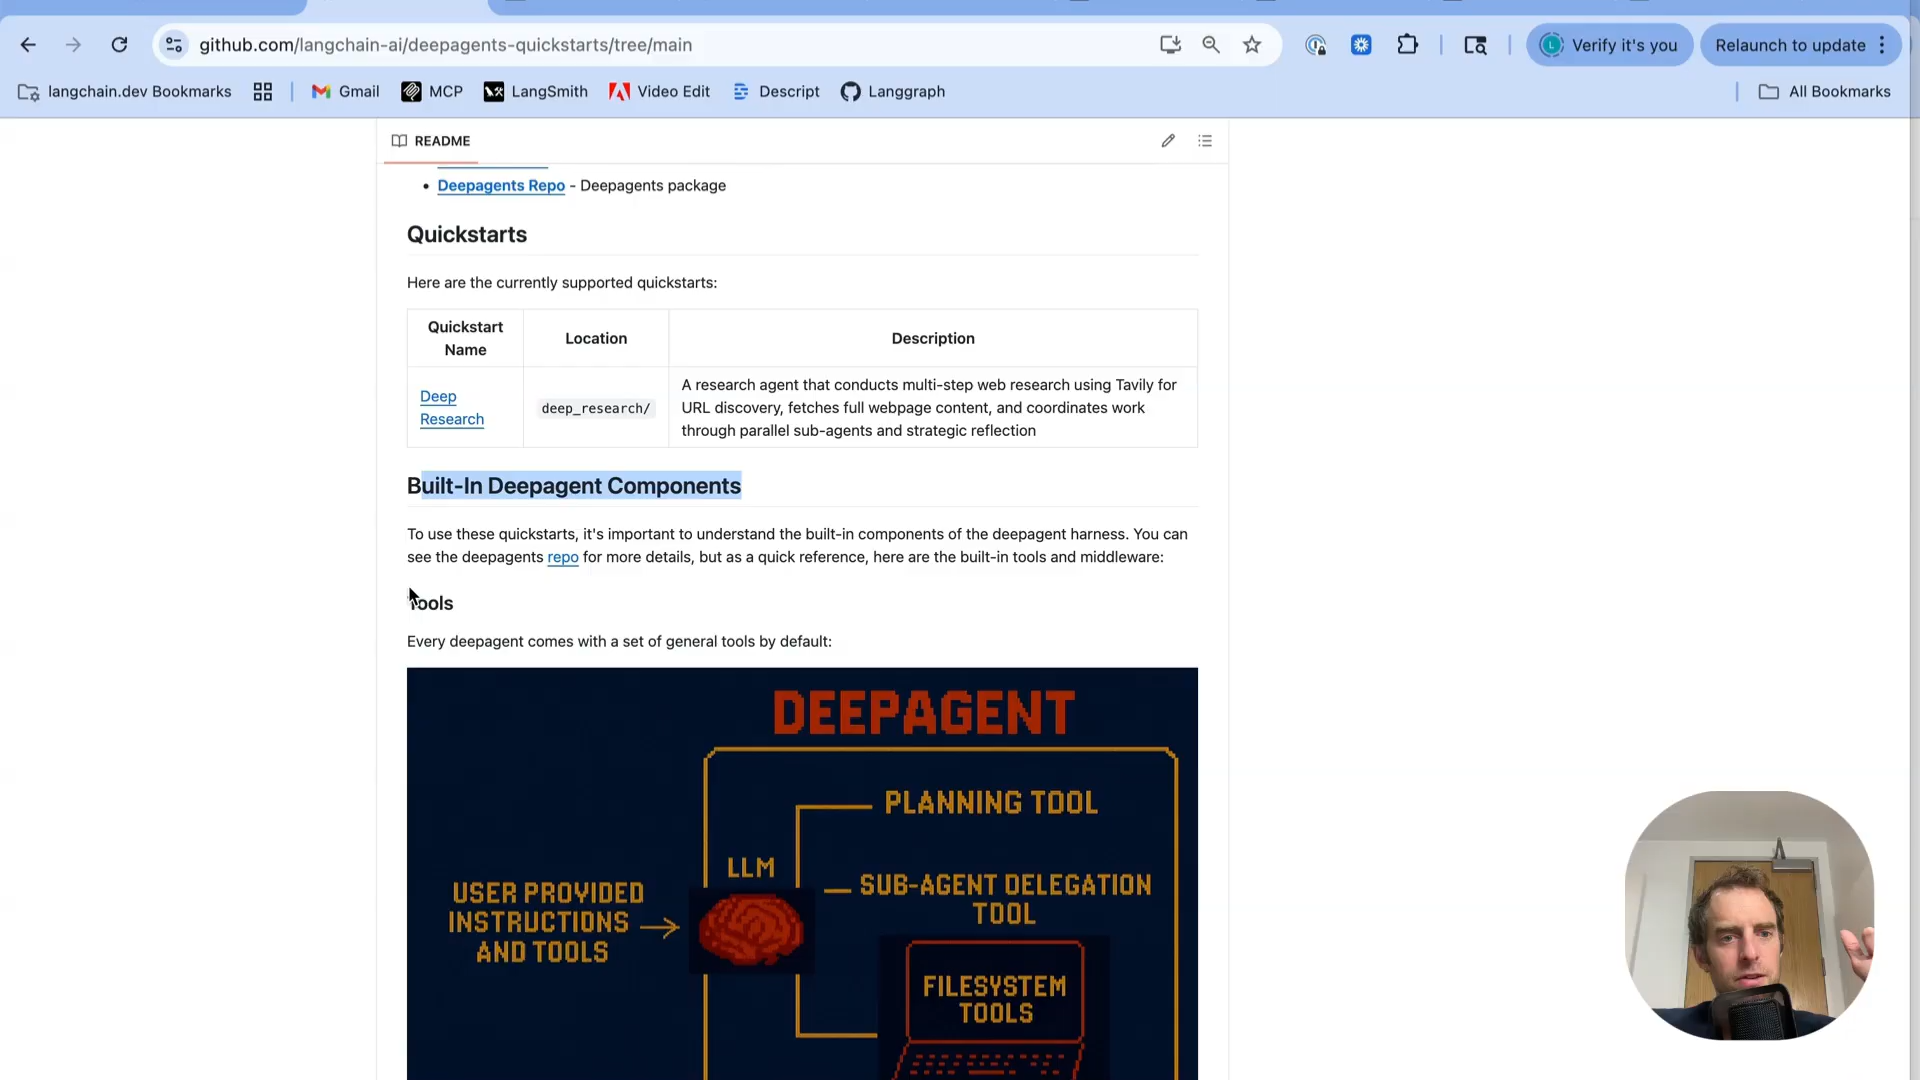 github.com/langchain-ai/deepagents-quickstarts/tree/main
Verify it's you
Relaunch to update
langchain.dev Bookmarks
Gmail
MCP
LangSmith
Video Edit
Descript
Langgraph
All Bookmarks
README
Deepagents Repo - Deepagents package
Quickstarts
Here are the currently supported quickstarts:
Quickstart Name
Location
Description
Deep Research
deep_research/
A research agent that conducts multi-step web research using Tavily for
URL discovery, fetches full webpage content, and coordinates work
through parallel sub-agents and strategic reflection
Built-In Deepagent Components
To use these quickstarts, it's important to understand the built-in components of the deepagent harness. You can
see the deepagents repo for more details, but as a quick reference, here are the built-in tools and middleware:
Tools
Every deepagent comes with a set of general tools by default:
DEEPAGENT
PLANNING TOOL
LLM
SUB-AGENT DELEGATION
TOOL
USER PROVIDED
INSTRUCTIONS
AND TOOLS
FILESYSTEM
TOOLS